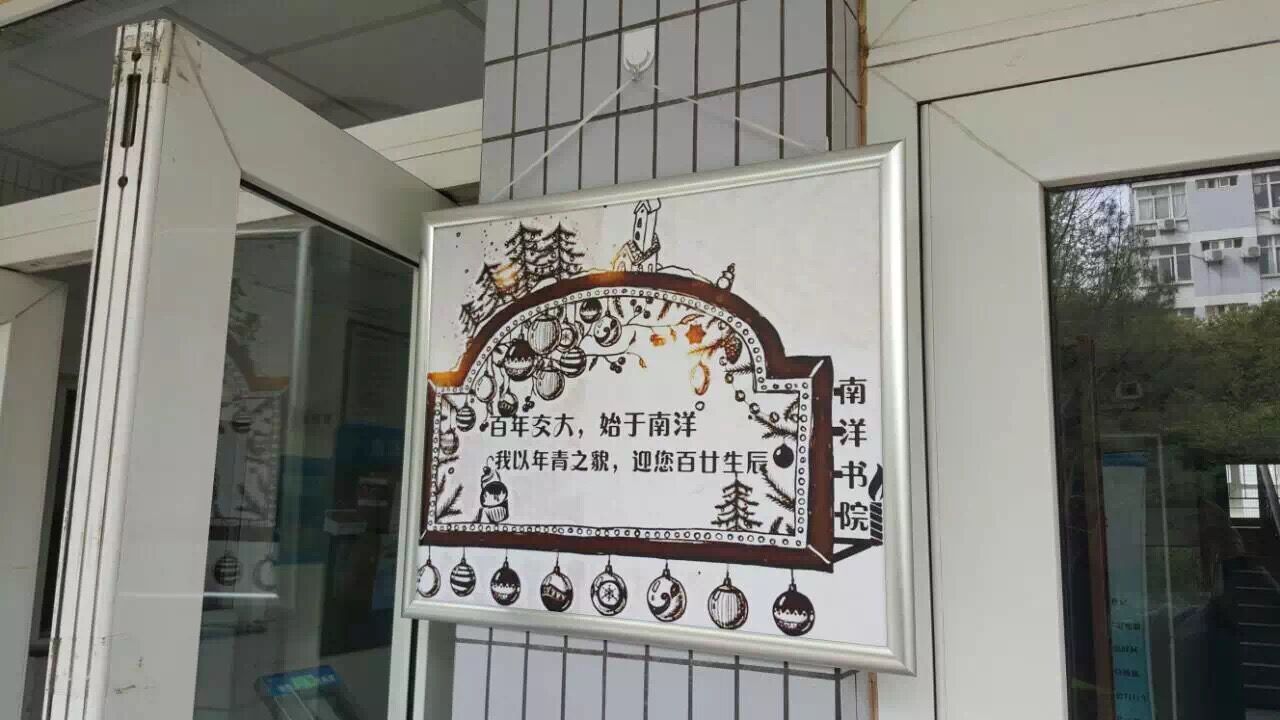 百年交大，始于南洋
我以年青之貌，迎您百廿生辰
南洋书院